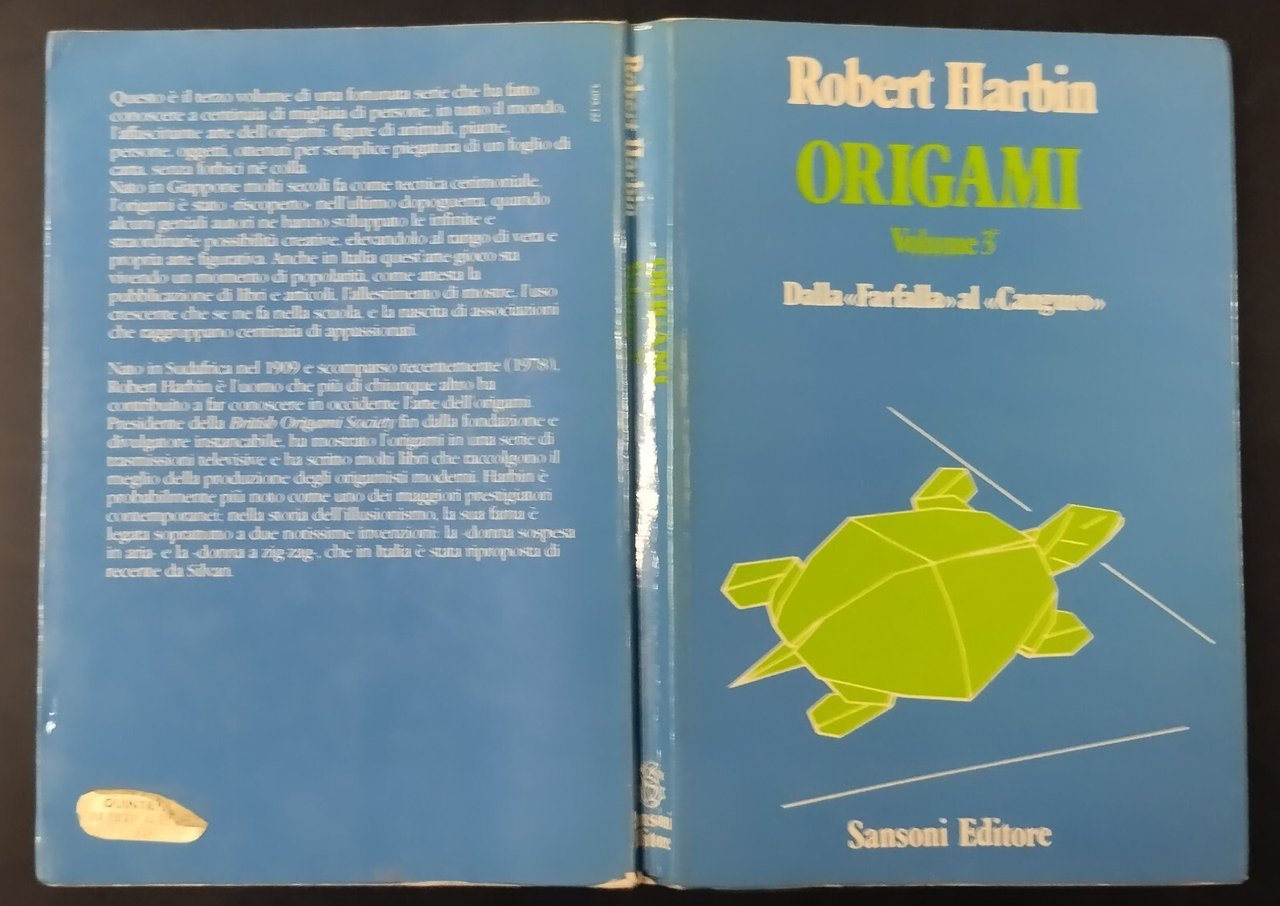 Questo è il terzo volume di una fortunata serie che ha fatto
conoscere a centinaia di migliaia di persone, in tutto il mondo,
l'affascinante arte dell'origami: figure di animali, piume,
persone, oggetti, ottenuti per semplice piegatura di un foglio di
carta, senza forbici né colla.
Nato in Giappone molti secoli fa come tecnica cerimoniale,
l'origami è stato «riscoperto» nell'ultimo dopoguerra, quando
alcuni geniali autori ne hanno sviluppato le infinite e
straordinarie possibilità creative, elevandolo al rango di vera e
propria arte figurativa. Anche in Italia quest'arte gioco sta
vivendo un momento di popolarità, come attesta la
pubblicazione di libri e articoli, l'allestimento di mostre, l'uso
crescente che se ne fa nella scuola, e la nascita di associazioni
che raggruppano centinaia di appassionati.
Nato in Sudafrica nel 1909 e scomparso recentemente (1978),
Robert Harbin è l'uomo che più di chiunque altro ha
contribuito a far conoscere in occidente l'arte dell'origami.
Presidente della British Origami Society fin dalla fondazione e
divulgatore instancabile, ha mostrato l'origami in una serie di
trasmissioni televisive e ha scritto molti libri che raccolgono il
meglio della produzione degli origamisti moderni. Harbin è
probabilmente più noto come uno dei maggiori prestigiatori
contemporanei; nella storia dell'illusionismo, la sua fama è
legata soprattutto a due notissime invenzioni: la «donna sospesa
in aria» e la «donna a zig-zag», che in Italia è stata riproposta di
recente da Silvan.
QUINTA
Robert Harbin
ORIGAMI
Sansoni
Editore
Robert Harbin
ORIGAMI
Volume 3°
Dalla «Farfalla» al «Canguro»
Sansoni Editore